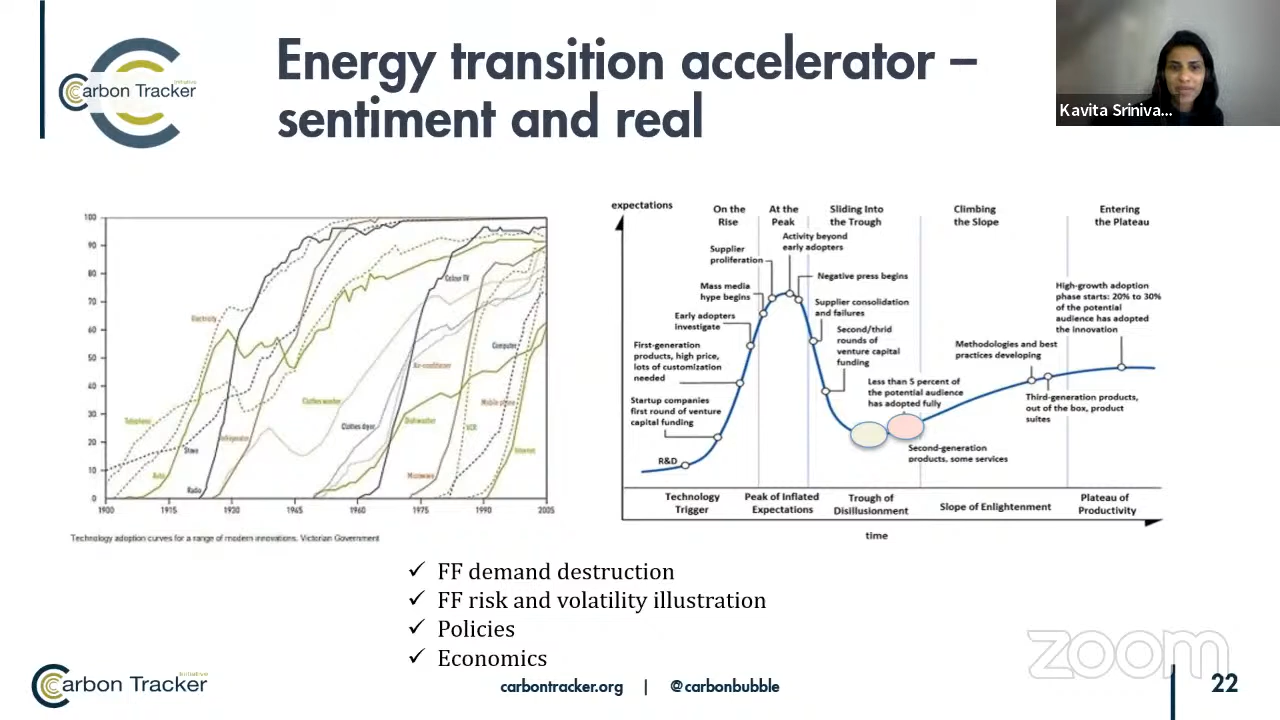 Energy transition accelerator –
sentiment and real
Carbon Tracker
Initiative
Kavita Sriniva...
100
90
80
70
60
50
40
30
20
10
0
1900
1915
1930
1945
1960
1975
1990
2005
Electricity
Telephone
Stove
Auto
Radio
Refrigerator
Clothes washer
Clothes dryer
Colour TV
Air-conditioner
Dishwasher
Microwave
VCR
Computer
Mobile phone
Internet
Technology adoption curves for a range of modern innovations. Victorian Government
expectations
On the
Rise
At the
Peak
Sliding Into
the Trough
Climbing
the Slope
Entering
the Plateau
Activity beyond
early adopters
Supplier
proliferation
Negative press begins
Mass media
hype begins
Supplier consolidation
and failures
Early adopters
investigate
Second/thrid
rounds of
venture capital
funding
First-generation
products, high price,
lots of customization
needed
Less than 5 percent of
the potential audience
has adopted fully
Startup companies
first round of venture
capital funding
R&D
Second-generation
products, some services
Methodologies and best
practices developing
Third-generation products,
out of the box, product
suites
High-growth adoption
phase starts: 20% to 30%
of the potential
audience has adopted
the innovation
Technology
Trigger
Peak of Inflated
Expectations
Trough of
Disillusionment
Slope of Enlightenment
Plateau of
Productivity
time
✓ FF demand destruction
✓ FF risk and volatility illustration
✓ Policies
✓ Economics
Carbon Tracker
Initiative
carbontracker.org | @carbonbubble
zoom
22